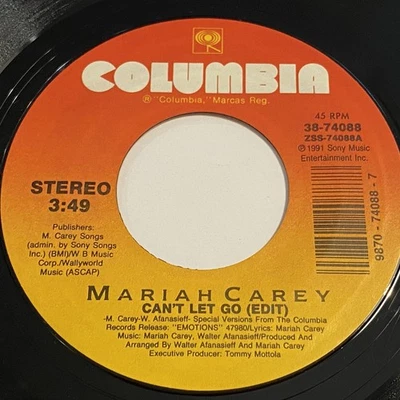 COLUMBIA
® "Columbia," Marcas Reg.
45 RPM
38-74088
ZSS-74088A
℗ 1991 Sony Music
Entertainment Inc.
STEREO
3:49
Publishers:
M. Carey Songs
(admin. by Sony Songs
Inc.) (BMI)/W B Music
Corp./Wallyworld
Music (ASCAP)
9870-74088-7
MARIAH CAREY
CAN'T LET GO (EDIT)
-M. Carey-W. Afanasieff- Special Versions From The Columbia
Records Release: "EMOTIONS" 47980/Lyrics: Mariah Carey
Music: Mariah Carey, Walter Afanasieff/Produced And
Arranged By Walter Afanasieff And Mariah Carey
Executive Producer: Tommy Mottola